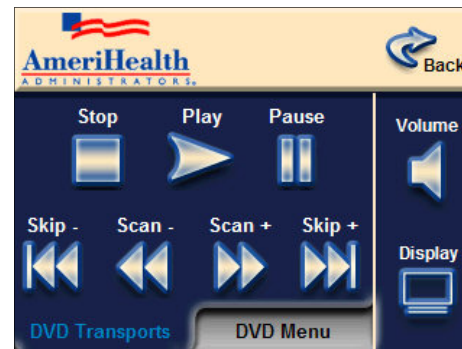 AmeriHealth
ADMINISTRATORS.
Back
Stop Play Pause
Volume
Skip - Scan - Scan + Skip +
Display
DVD Transports DVD Menu